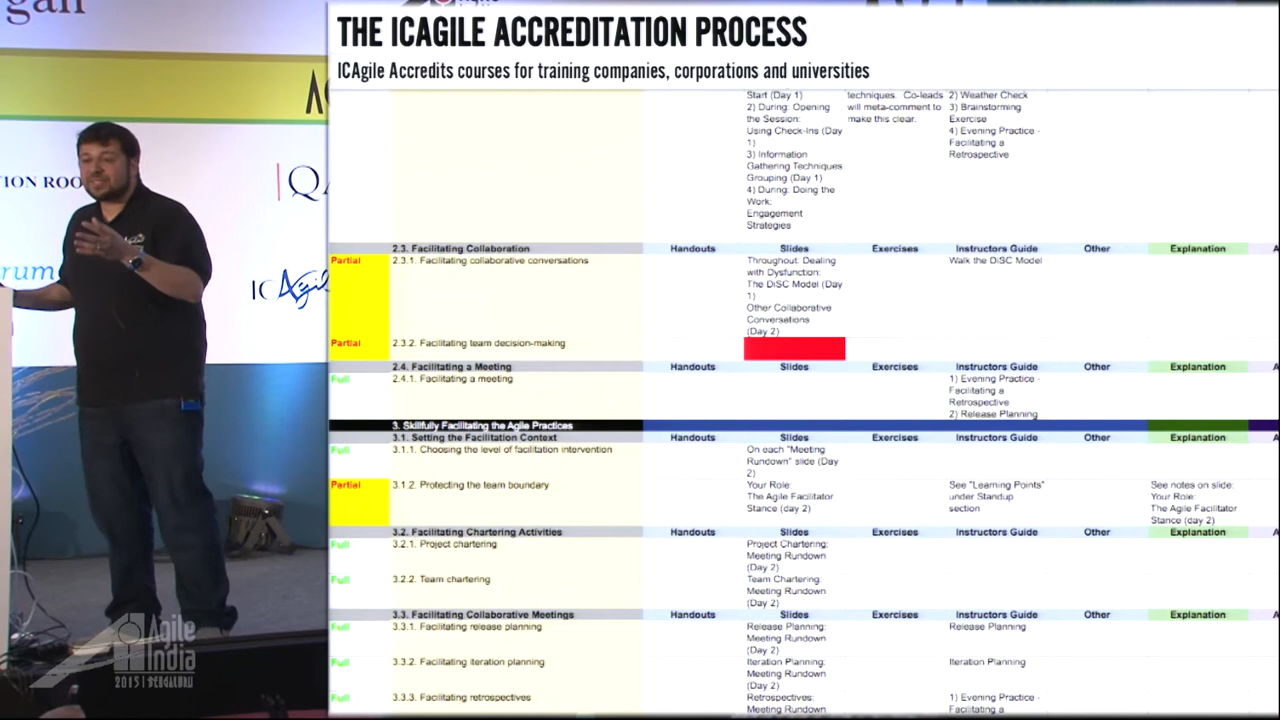 THE ICAGILE ACCREDITATION PROCESS
ICAgile Accredits courses for training companies, corporations and universities
Start (Day 1)
2) During: Opening
the Session:
Using Check-Ins (Day
1)
3) Information
Gathering Techniques
Grouping (Day 1)
4) During: Doing the
Work:
Engagement
Strategies
techniques. Co-leads
will meta-comment to
make this clear.
2) Weather Check
3) Brainstorming
Exercise
4) Evening Practice -
Facilitating a
Retrospective
2.3. Facilitating Collaboration Handouts Slides Exercises Instructors Guide Other Explanation
Partial 2.3.1. Facilitating collaborative conversations
Throughout: Dealing
with Dysfunction:
The DiSC Model (Day
1)
Other Collaborative
Conversations
(Day 2)
Walk the DiSC Model
Partial 2.3.2. Facilitating team decision-making
2.4. Facilitating a Meeting Handouts Slides Exercises Instructors Guide Other Explanation
Full 2.4.1. Facilitating a meeting
1) Evening Practice -
Facilitating a
Retrospective
2) Release Planning
3. Skillfully Facilitating the Agile Practices
3.1. Setting the Facilitation Context Handouts Slides Exercises Instructors Guide Other Explanation
Full 3.1.1. Choosing the level of facilitation intervention
On each "Meeting
Rundown" slide (Day
2)
Partial 3.1.2. Protecting the team boundary
Your Role:
The Agile Facilitator
Stance (day 2)
See "Learning Points"
under Standup
section
See notes on slide:
Your Role:
The Agile Facilitator
Stance (day 2)
3.2. Facilitating Chartering Activities Handouts Slides Exercises Instructors Guide Other Explanation
Full 3.2.1. Project chartering
Project Chartering:
Meeting Rundown
(Day 2)
Full 3.2.2. Team chartering
Team Chartering:
Meeting Rundown
(Day 2)
3.3. Facilitating Collaborative Meetings Handouts Slides Exercises Instructors Guide Other Explanation
Full 3.3.1. Facilitating release planning
Release Planning:
Meeting Rundown
(Day 2)
Release Planning
Full 3.3.2. Facilitating iteration planning
Iteration Planning:
Meeting Rundown
(Day 2)
Iteration Planning
Full 3.3.3. Facilitating retrospectives
Retrospectives:
Meeting Rundown
1) Evening Practice -
Facilitating a
ICAgile
Agile
India
2015 | BENGALURU